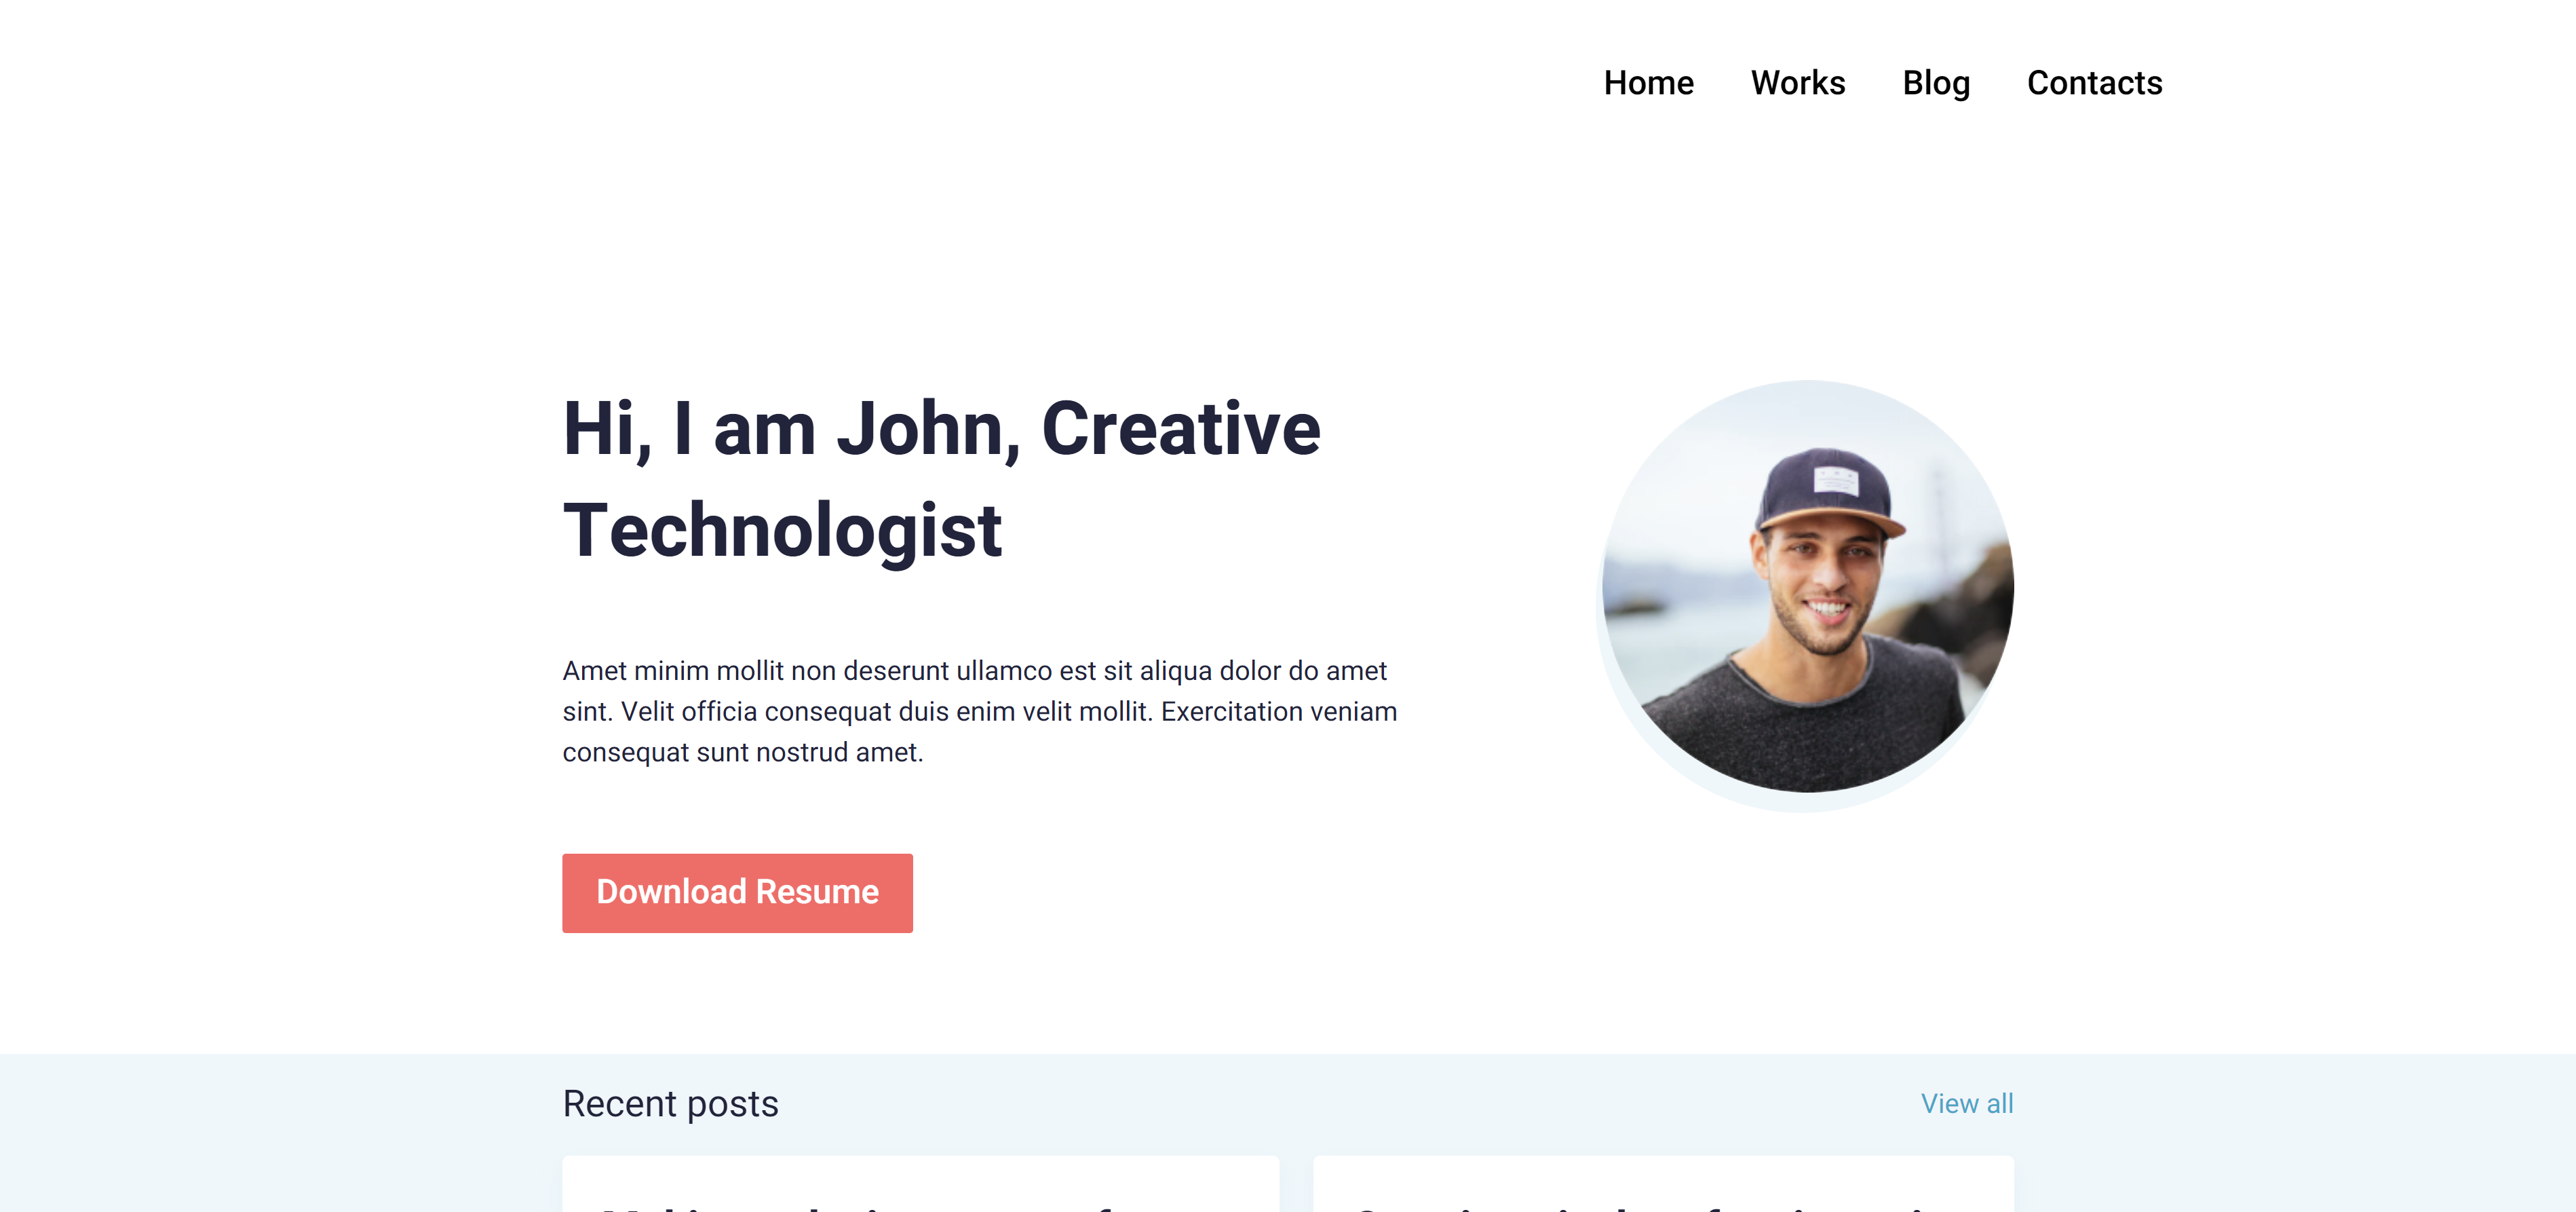 Home Works Blog Contacts
Hi, I am John, Creative
Technologist
Amet minim mollit non deserunt ullamco est sit aliqua dolor do amet
sint. Velit officia consequat duis enim velit mollit. Exercitation veniam
consequat sunt nostrud amet.
Download Resume
Recent posts
View all